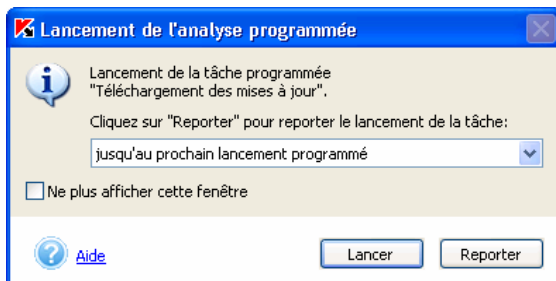 Lancement de l'analyse programmée
Lancement de la tâche programmée
"Téléchargement des mises à jour".
Cliquez sur "Reporter" pour reporter le lancement de la tâche:
jusqu'au prochain lancement programmé
Ne plus afficher cette fenêtre
Aide
Lancer
Reporter